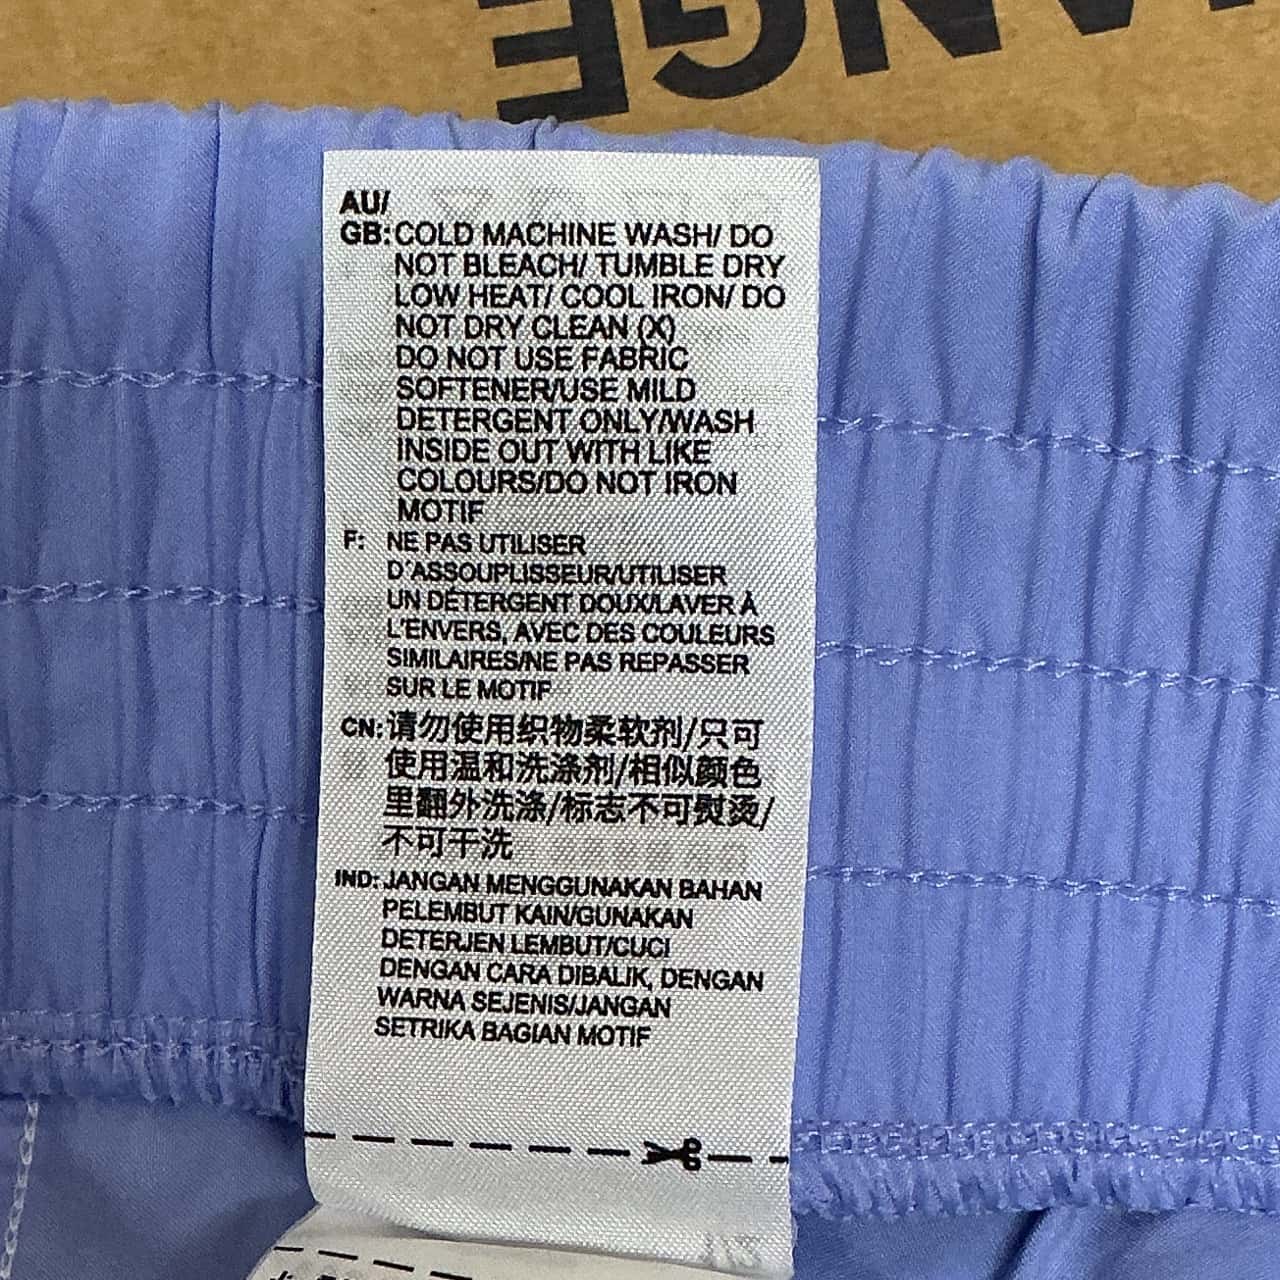 ANGE
AU/
GB: COLD MACHINE WASH/ DO
NOT BLEACH/ TUMBLE DRY
LOW HEAT/ COOL IRON/ DO
NOT DRY CLEAN (X)
DO NOT USE FABRIC
SOFTENER/USE MILD
DETERGENT ONLY/WASH
INSIDE OUT WITH LIKE
COLOURS/DO NOT IRON
MOTIF
F: NE PAS UTILISER
D'ASSOUPLISSEUR/UTILISER
UN DÉTERGENT DOUX/LAVER À
L'ENVERS, AVEC DES COULEURS
SIMILAIRES/NE PAS REPASSER
SUR LE MOTIF
CN: 请勿使用织物柔软剂/只可
使用温和洗涤剂/相似颜色
里翻外洗涤/标志不可熨烫/
不可干洗
IND: JANGAN MENGGUNAKAN BAHAN
PELEMBUT KAIN/GUNAKAN
DETERJEN LEMBUT/CUCI
DENGAN CARA DIBALIK, DENGAN
WARNA SEJENIS/JANGAN
SETRIKA BAGIAN MOTIF